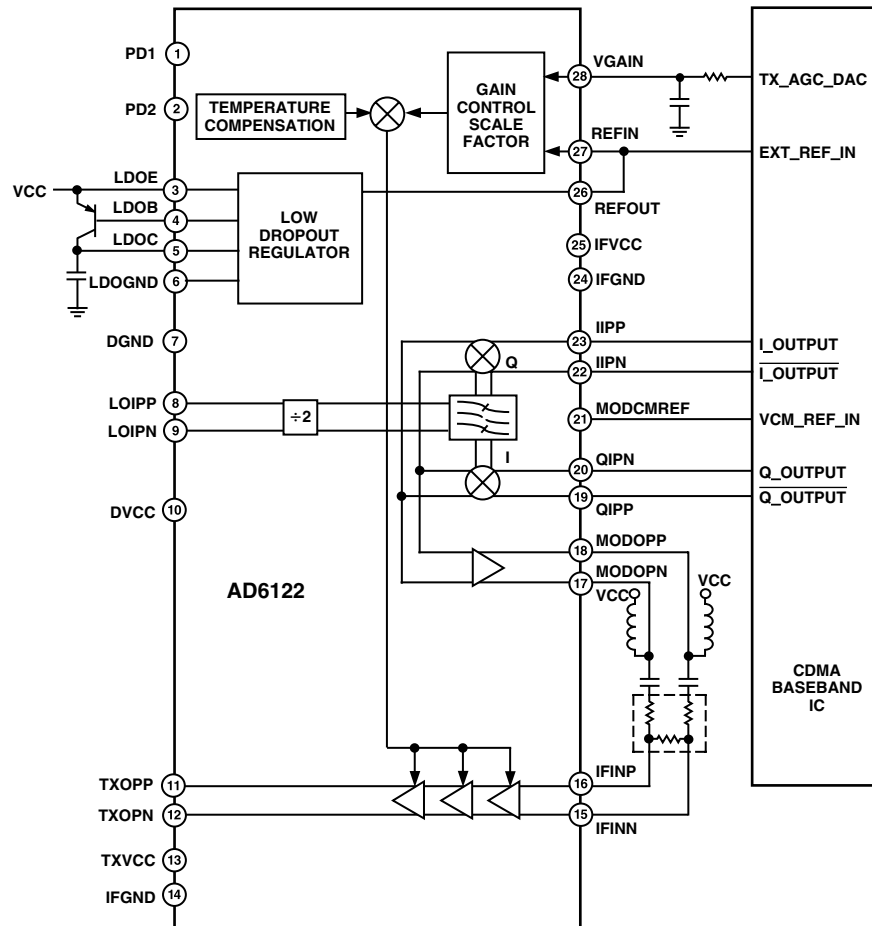 PD1
1
PD2
2
TEMPERATURE
COMPENSATION
GAIN
CONTROL
SCALE
FACTOR
28
VGAIN
TX_AGC_DAC
REFIN
27
EXT_REF_IN
26
REFOUT
VCC
LDOE
3
LDOB
4
LDOC
5
LDOGND
6
LOW
DROPOUT
REGULATOR
25
IFVCC
24
IFGND
DGND
7
IIPP
23
I_OUTPUT
Q
IIPN
22
I_OUTPUT
LOIPP
8
LOIPN
9
÷2
MODCMREF
21
VCM_REF_IN
I
QIPN
20
Q_OUTPUT
19
QIPP
Q_OUTPUT
DVCC
10
MODOPP
18
MODOPN
17
VCC
VCC
AD6122
CDMA
BASEBAND
IC
TXOPP
11
TXOPN
12
IFINP
16
15
IFINN
TXVCC
13
IFGND
14